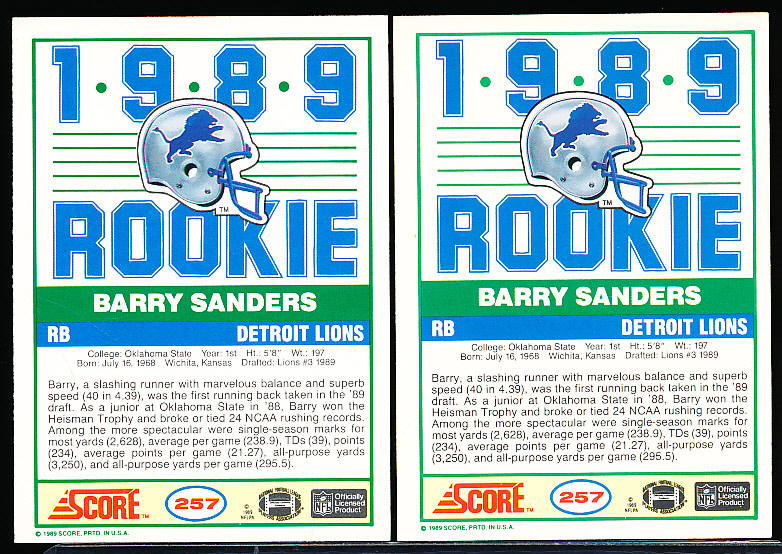 1·9·8·9
TM
ROOKIE
BARRY SANDERS
RB DETROIT LIONS
College: Oklahoma State Year: 1st Ht.: 5'8" Wt.: 197
Born: July 16, 1968 Wichita, Kansas Drafted: Lions #3 1989
Barry, a slashing runner with marvelous balance and superb
speed (40 in 4.39), was the first running back taken in the '89
draft. As a junior at Oklahoma State in '88, Barry won the
Heisman Trophy and broke or tied 24 NCAA rushing records.
Among the more spectacular were single-season marks for
most yards (2,628), average per game (238.9), TDs (39), points
(234), average points per game (21.27), all-purpose yards
(3,250), and all-purpose yards per game (295.5).
SCORE TM
257
© 1989 NFLPA
NFL
Officially
Licensed
Product
© 1989 SCORE, PRTD. IN U.S.A.
1·9·8·9
TM
ROOKIE
BARRY SANDERS
RB DETROIT LIONS
College: Oklahoma State Year: 1st Ht.: 5'8" Wt.: 197
Born: July 16, 1968 Wichita, Kansas Drafted: Lions #3 1989
Barry, a slashing runner with marvelous balance and superb
speed (40 in 4.39), was the first running back taken in the '89
draft. As a junior at Oklahoma State in '88, Barry won the
Heisman Trophy and broke or tied 24 NCAA rushing records.
Among the more spectacular were single-season marks for
most yards (2,628), average per game (238.9), TDs (39), points
(234), average points per game (21.27), all-purpose yards
(3,250), and all-purpose yards per game (295.5).
SCORE TM
257
© 1989 NFLPA
NFL
Officially
Licensed
Product
© 1989 SCORE, PRTD. IN U.S.A.